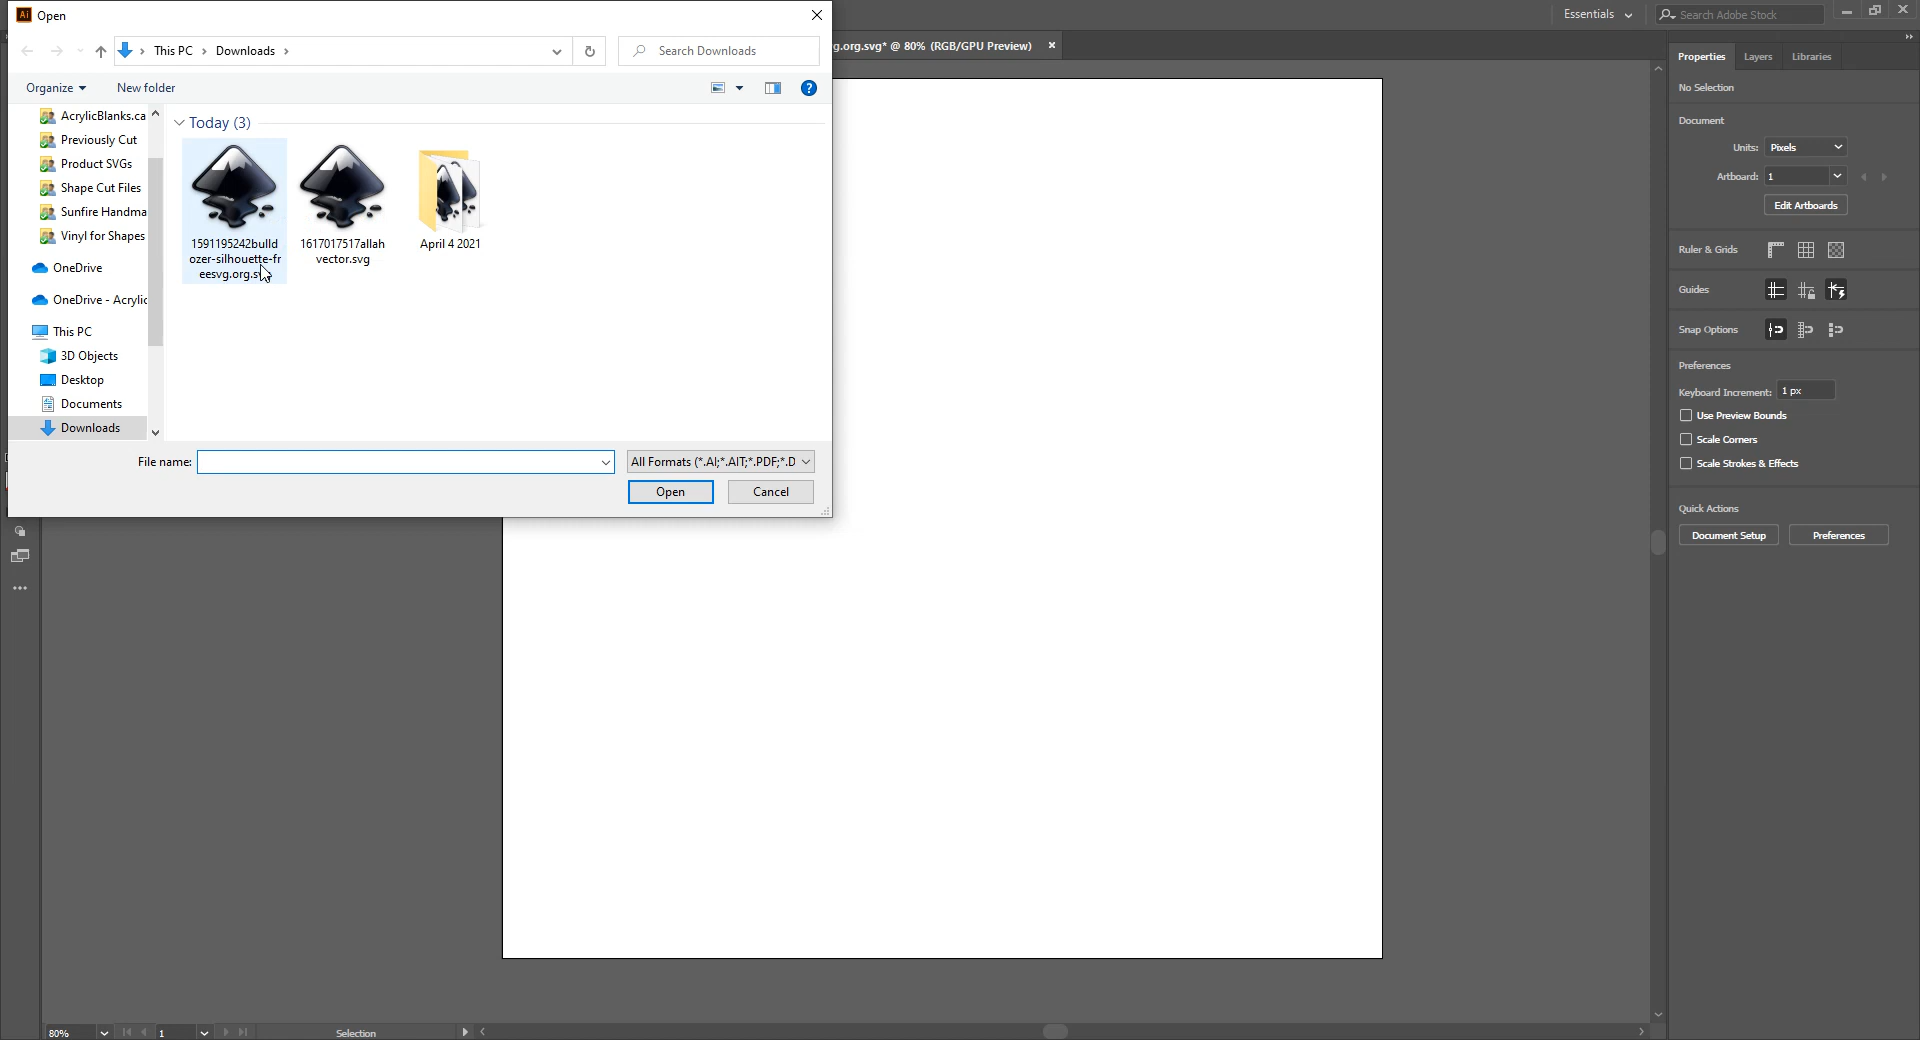 Ai Open
Essentials
Search Adobe Stock
This PC
Downloads
Search Downloads
g.org.svg* @ 80% (RGB/GPU Preview)
Organize
New folder
Properties
Layers
Libraries
No Selection
AcrylicBlanks.ca
Previously Cut
Product SVGs
Shape Cut Files
Sunfire Handma
Vinyl for Shapes
OneDrive
OneDrive - Acrylic
This PC
3D Objects
Desktop
Documents
Downloads
Today (3)
1591195242bulld
ozer-silhouette-fr
eesvg.org.sv
1617017517allah
vector.svg
April 4 2021
File name:
All Formats (*.AI;*.AIT;*.PDF;*.D
Open
Cancel
Document
Units: Pixels
Artboard: 1
Edit Artboards
Ruler & Grids
Guides
Snap Options
Preferences
Keyboard Increment: 1 px
Use Preview Bounds
Scale Corners
Scale Strokes & Effects
Quick Actions
Document Setup
Preferences
80%
1
Selection